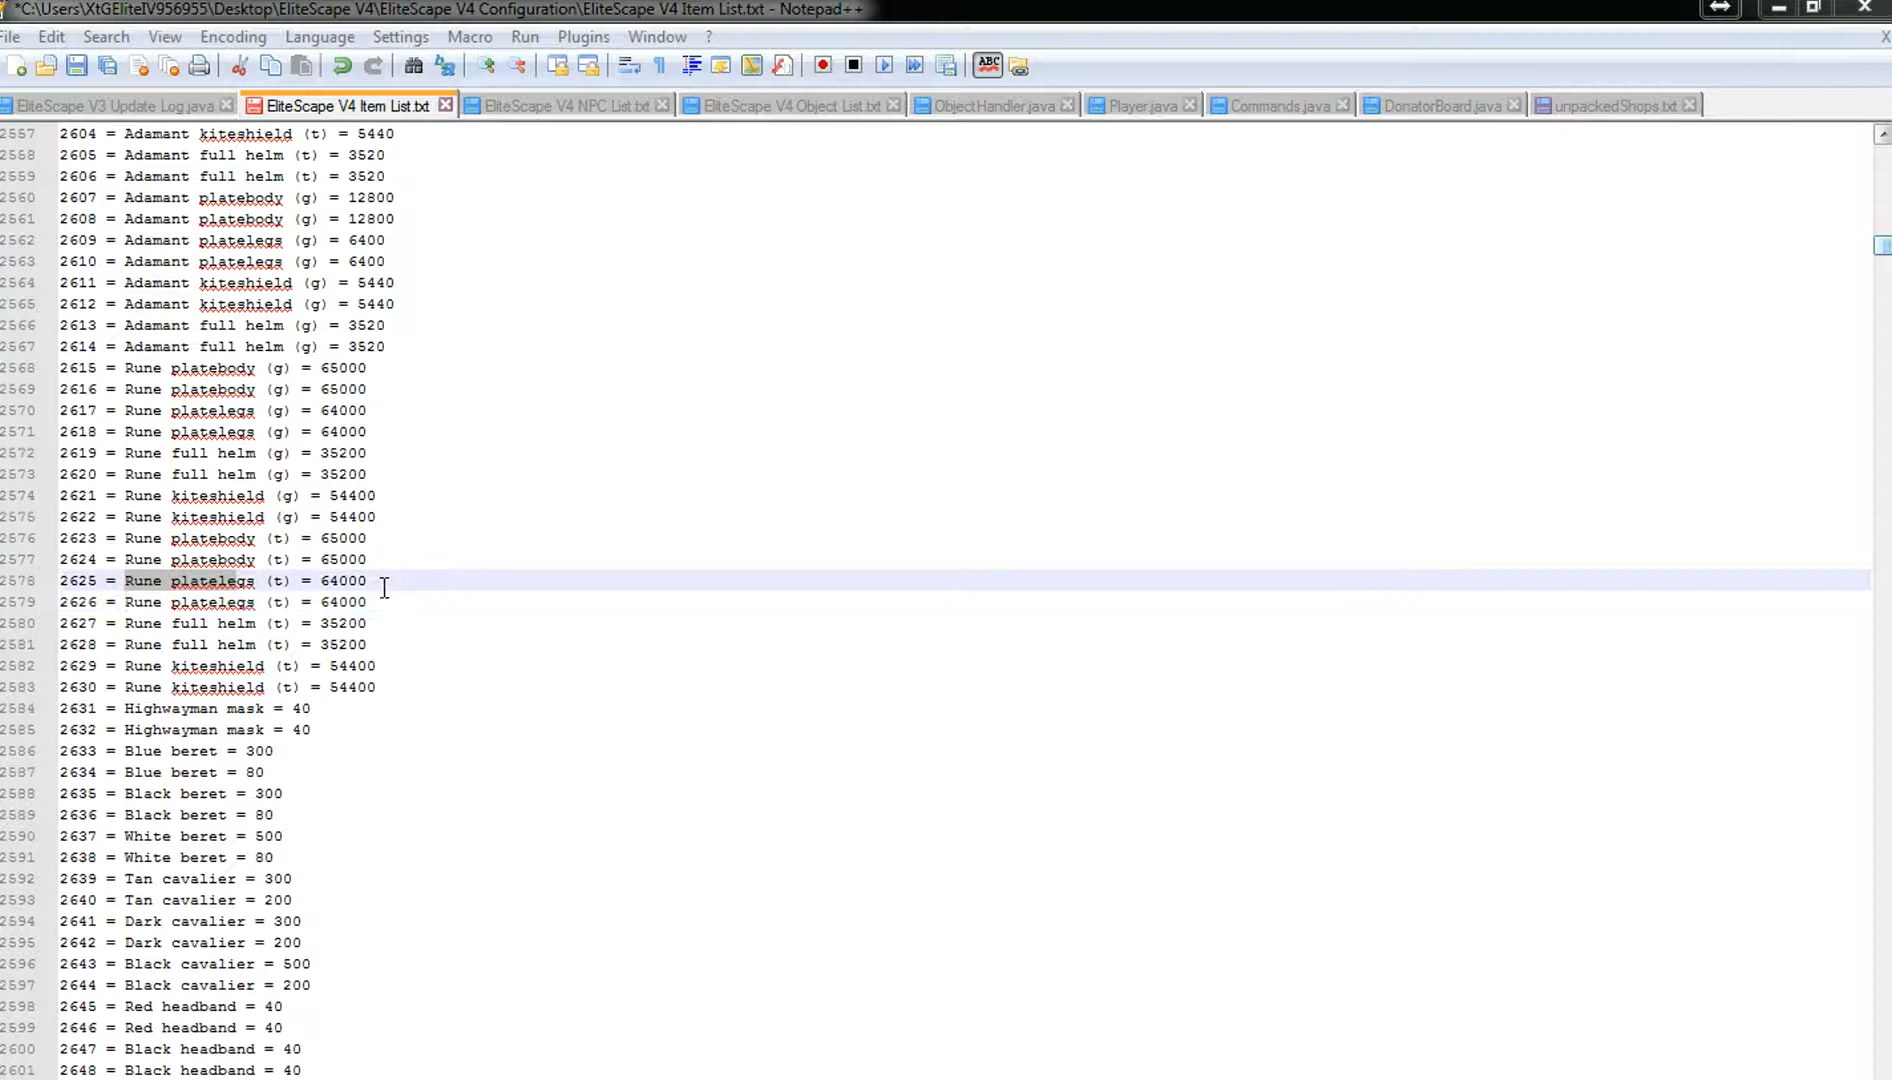 *C:\Users\XtGEliteIV956955\Desktop\EliteScape V4\EliteScape V4 Configuration\EliteScape V4 Item List.txt - Notepad++
File Edit Search View Encoding Language Settings Macro Run Plugins Window ? X
ABC
EliteScape V3 Update Log.java EliteScape V4 Item List.txt EliteScape V4 NPC List.txt EliteScape V4 Object List.txt ObjectHandler.java Player.java Commands.java DonatorBoard.java unpackedShops.txt
2557 2604 = Adamant kiteshield (t) = 5440
2558 2605 = Adamant full helm (t) = 3520
2559 2606 = Adamant full helm (t) = 3520
2560 2607 = Adamant platebody (g) = 12800
2561 2608 = Adamant platebody (g) = 12800
2562 2609 = Adamant platelegs (g) = 6400
2563 2610 = Adamant platelegs (g) = 6400
2564 2611 = Adamant kiteshield (g) = 5440
2565 2612 = Adamant kiteshield (g) = 5440
2566 2613 = Adamant full helm (g) = 3520
2567 2614 = Adamant full helm (g) = 3520
2568 2615 = Rune platebody (g) = 65000
2569 2616 = Rune platebody (g) = 65000
2570 2617 = Rune platelegs (g) = 64000
2571 2618 = Rune platelegs (g) = 64000
2572 2619 = Rune full helm (g) = 35200
2573 2620 = Rune full helm (g) = 35200
2574 2621 = Rune kiteshield (g) = 54400
2575 2622 = Rune kiteshield (g) = 54400
2576 2623 = Rune platebody (t) = 65000
2577 2624 = Rune platebody (t) = 65000
2578 2625 = Rune platelegs (t) = 64000
2579 2626 = Rune platelegs (t) = 64000
2580 2627 = Rune full helm (t) = 35200
2581 2628 = Rune full helm (t) = 35200
2582 2629 = Rune kiteshield (t) = 54400
2583 2630 = Rune kiteshield (t) = 54400
2584 2631 = Highwayman mask = 40
2585 2632 = Highwayman mask = 40
2586 2633 = Blue beret = 300
2587 2634 = Blue beret = 80
2588 2635 = Black beret = 300
2589 2636 = Black beret = 80
2590 2637 = White beret = 500
2591 2638 = White beret = 80
2592 2639 = Tan cavalier = 300
2593 2640 = Tan cavalier = 200
2594 2641 = Dark cavalier = 300
2595 2642 = Dark cavalier = 200
2596 2643 = Black cavalier = 500
2597 2644 = Black cavalier = 200
2598 2645 = Red headband = 40
2599 2646 = Red headband = 40
2600 2647 = Black headband = 40
2601 2648 = Black headband = 40